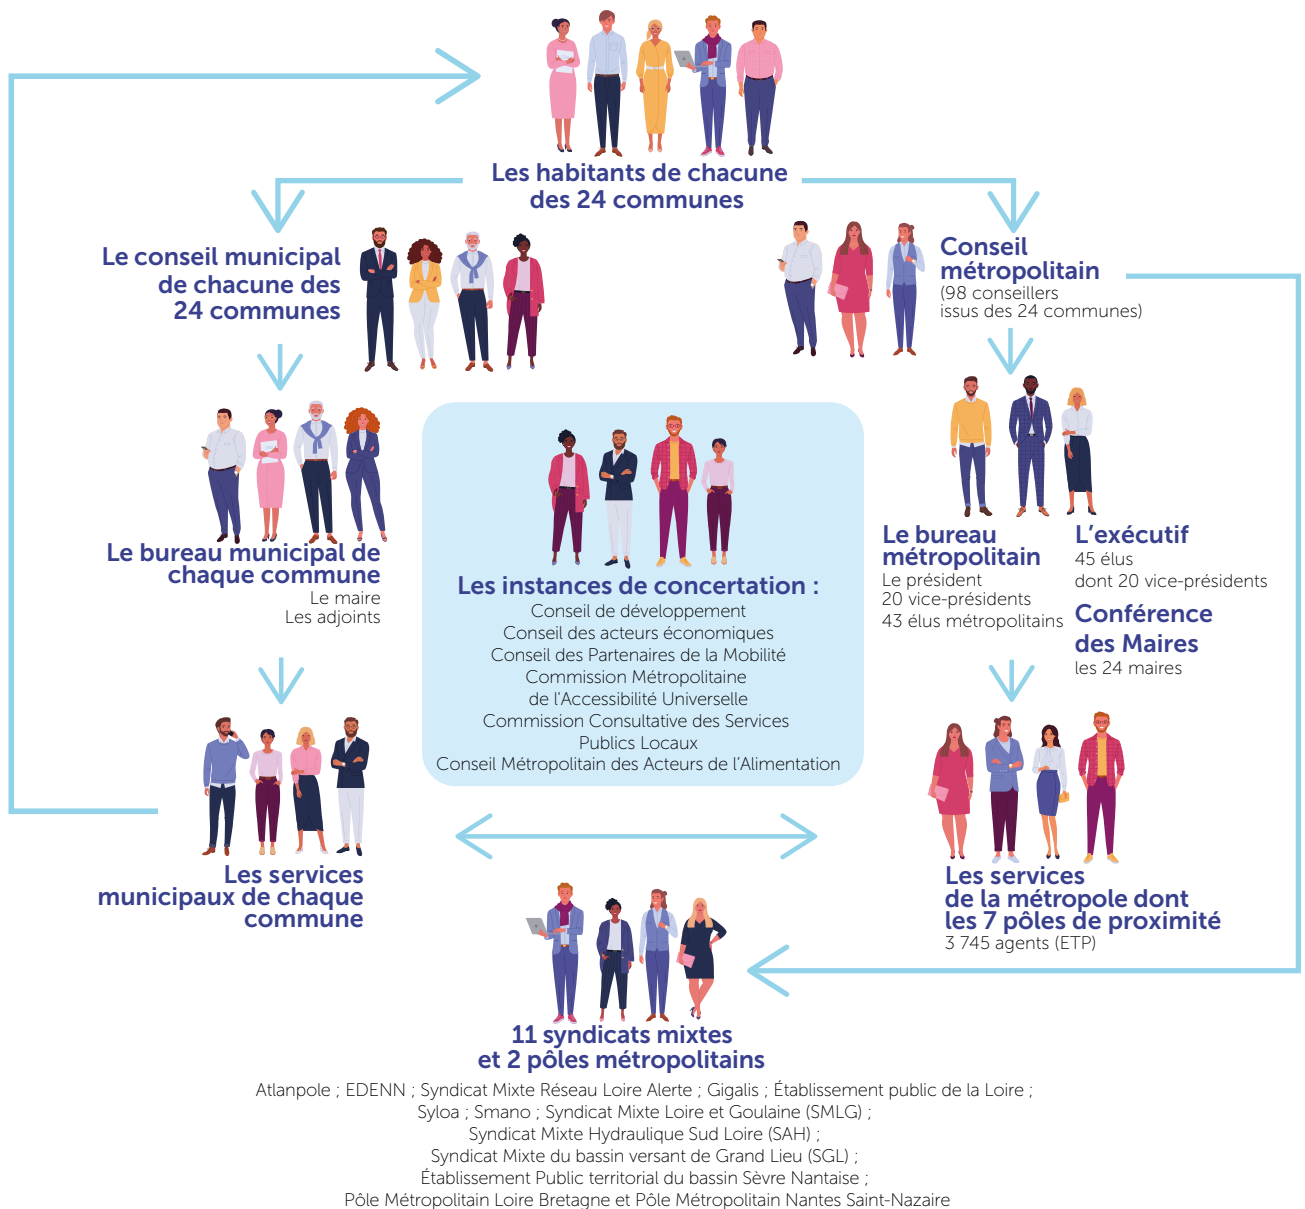 Les habitants de chacune
des 24 communes
Le conseil municipal
de chacune des
24 communes
Conseil
métropolitain
(98 conseillers
issus des 24 communes)
Le bureau municipal de
chaque commune
Le maire
Les adjoints
Les instances de concertation :
Conseil de développement
Conseil des acteurs économiques
Conseil des Partenaires de la Mobilité
Commission Métropolitaine
de l'Accessibilité Universelle
Commission Consultative des Services
Publics Locaux
Conseil Métropolitain des Acteurs de l’Alimentation
Le bureau
métropolitain
Le président
20 vice-présidents
43 élus métropolitains
L’exécutif
45 élus
dont 20 vice-présidents
Conférence
des Maires
les 24 maires
Les services
municipaux de chaque
commune
Les services
de la métropole dont
les 7 pôles de proximité
3 745 agents (ETP)
11 syndicats mixtes
et 2 pôles métropolitains
Atlanpole ; EDENN ; Syndicat Mixte Réseau Loire Alerte ; Gigalis ; Établissement public de la Loire ;
Syloa ; Smano ; Syndicat Mixte Loire et Goulaine (SMLG) ;
Syndicat Mixte Hydraulique Sud Loire (SAH) ;
Syndicat Mixte du bassin versant de Grand Lieu (SGL) ;
Établissement Public territorial du bassin Sèvre Nantaise ;
Pôle Métropolitain Loire Bretagne et Pôle Métropolitain Nantes Saint-Nazaire